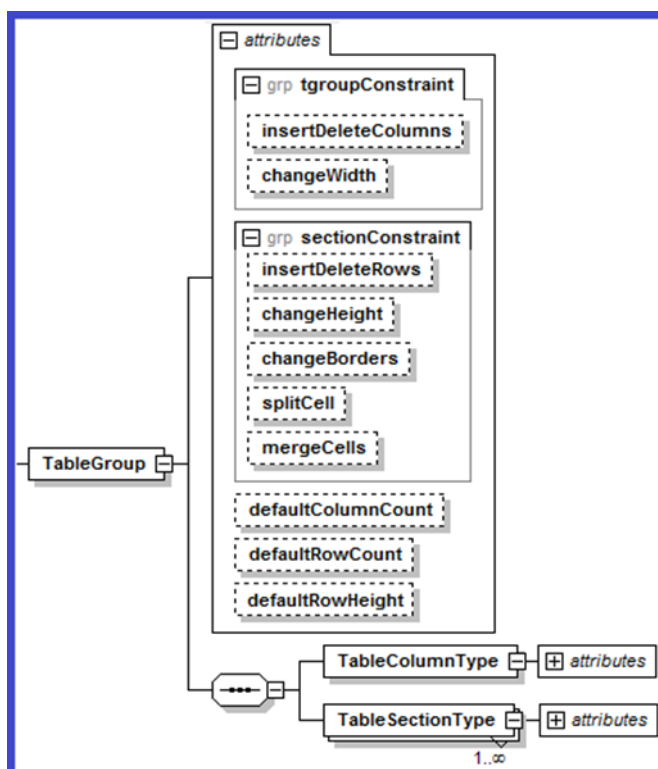 attributes
grp tgroupConstraint
insertDeleteColumns
changeWidth
grp sectionConstraint
insertDeleteRows
changeHeight
changeBorders
splitCell
mergeCells
TableGroup
defaultColumnCount
defaultRowCount
defaultRowHeight
TableColumnType attributes
TableSectionType attributes
1..∞